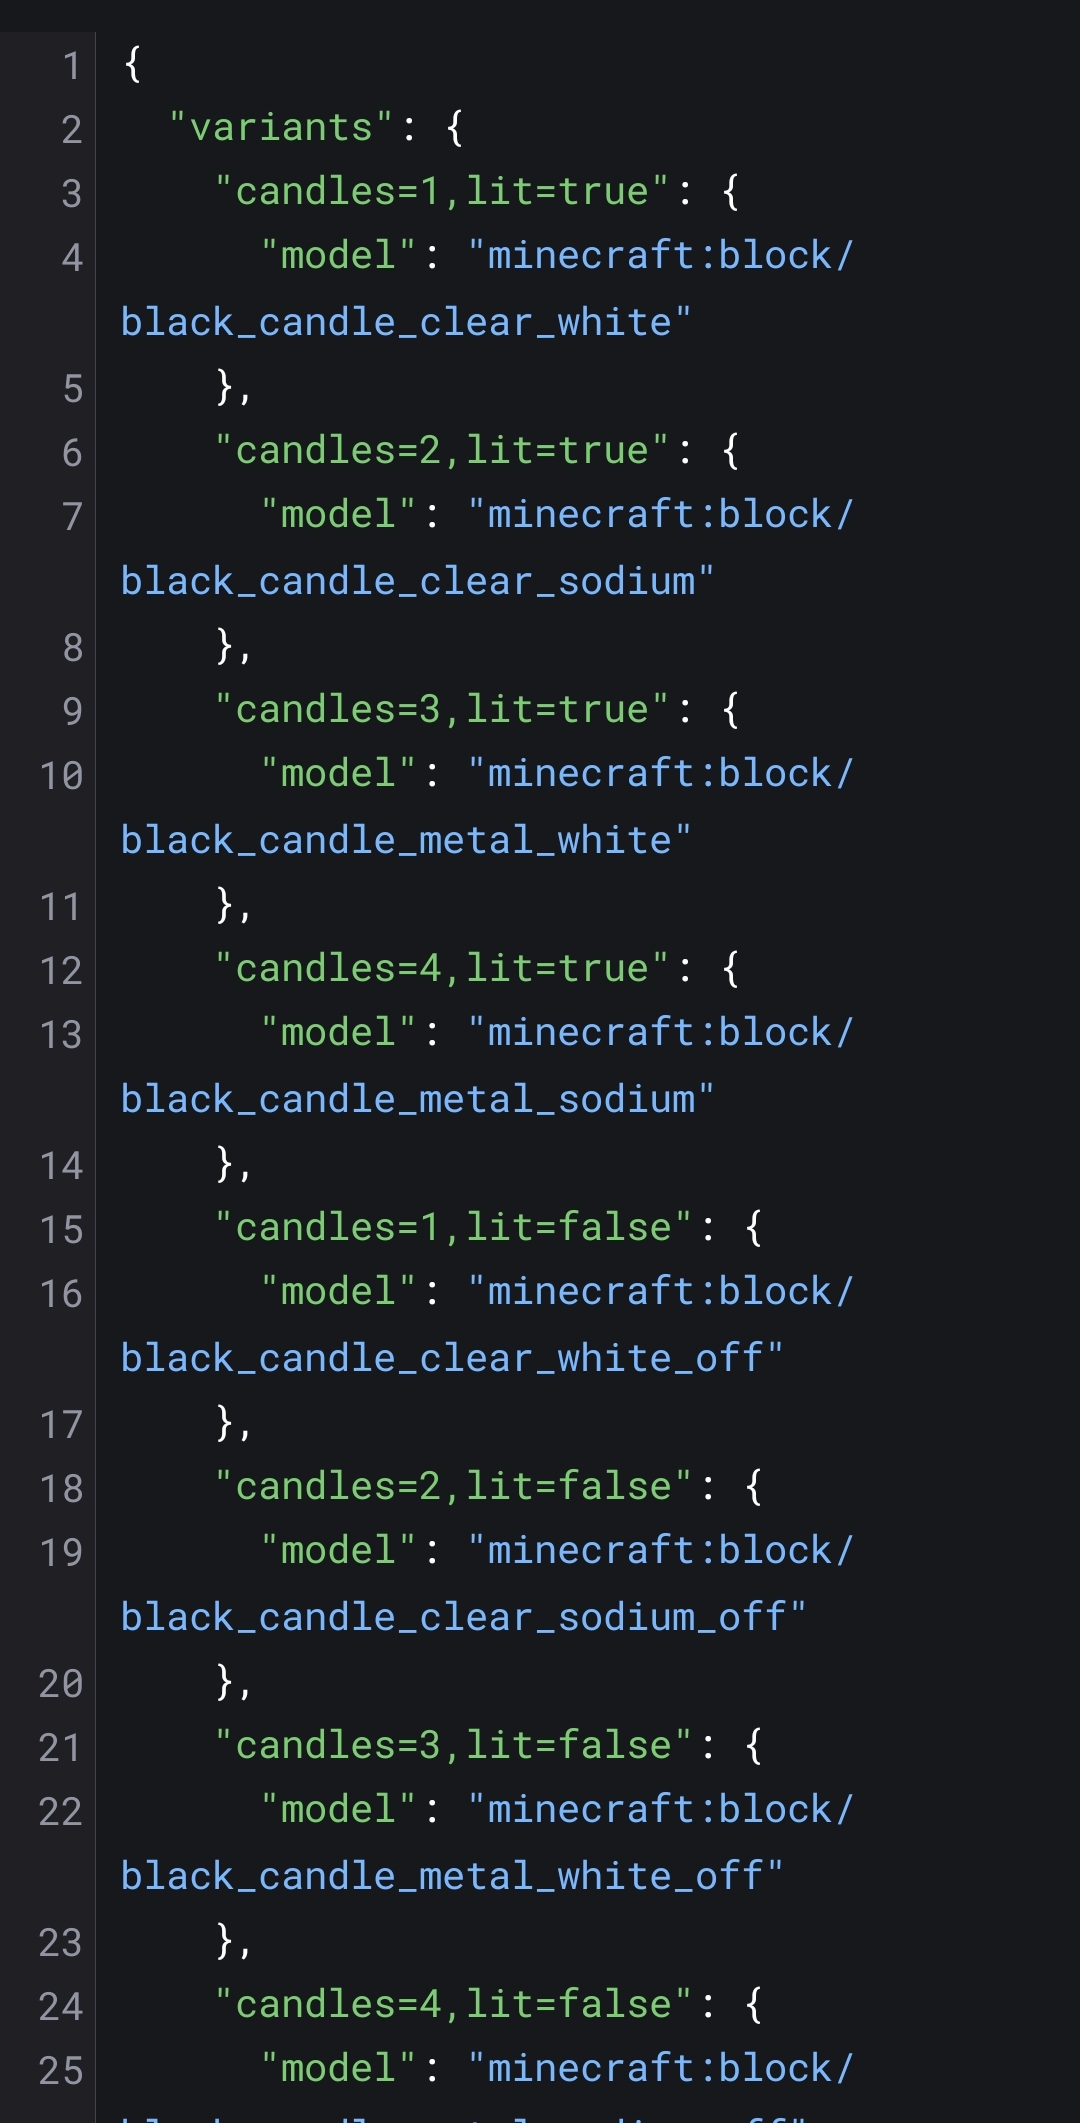 1 {
2 "variants": {
3 "candles=1,lit=true": {
4 "model": "minecraft:block/
black_candle_clear_white"
5 },
6 "candles=2,lit=true": {
7 "model": "minecraft:block/
black_candle_clear_sodium"
8 },
9 "candles=3,lit=true": {
10 "model": "minecraft:block/
black_candle_metal_white"
11 },
12 "candles=4,lit=true": {
13 "model": "minecraft:block/
black_candle_metal_sodium"
14 },
15 "candles=1,lit=false": {
16 "model": "minecraft:block/
black_candle_clear_white_off"
17 },
18 "candles=2,lit=false": {
19 "model": "minecraft:block/
black_candle_clear_sodium_off"
20 },
21 "candles=3,lit=false": {
22 "model": "minecraft:block/
black_candle_metal_white_off"
23 },
24 "candles=4,lit=false": {
25 "model": "minecraft:block/